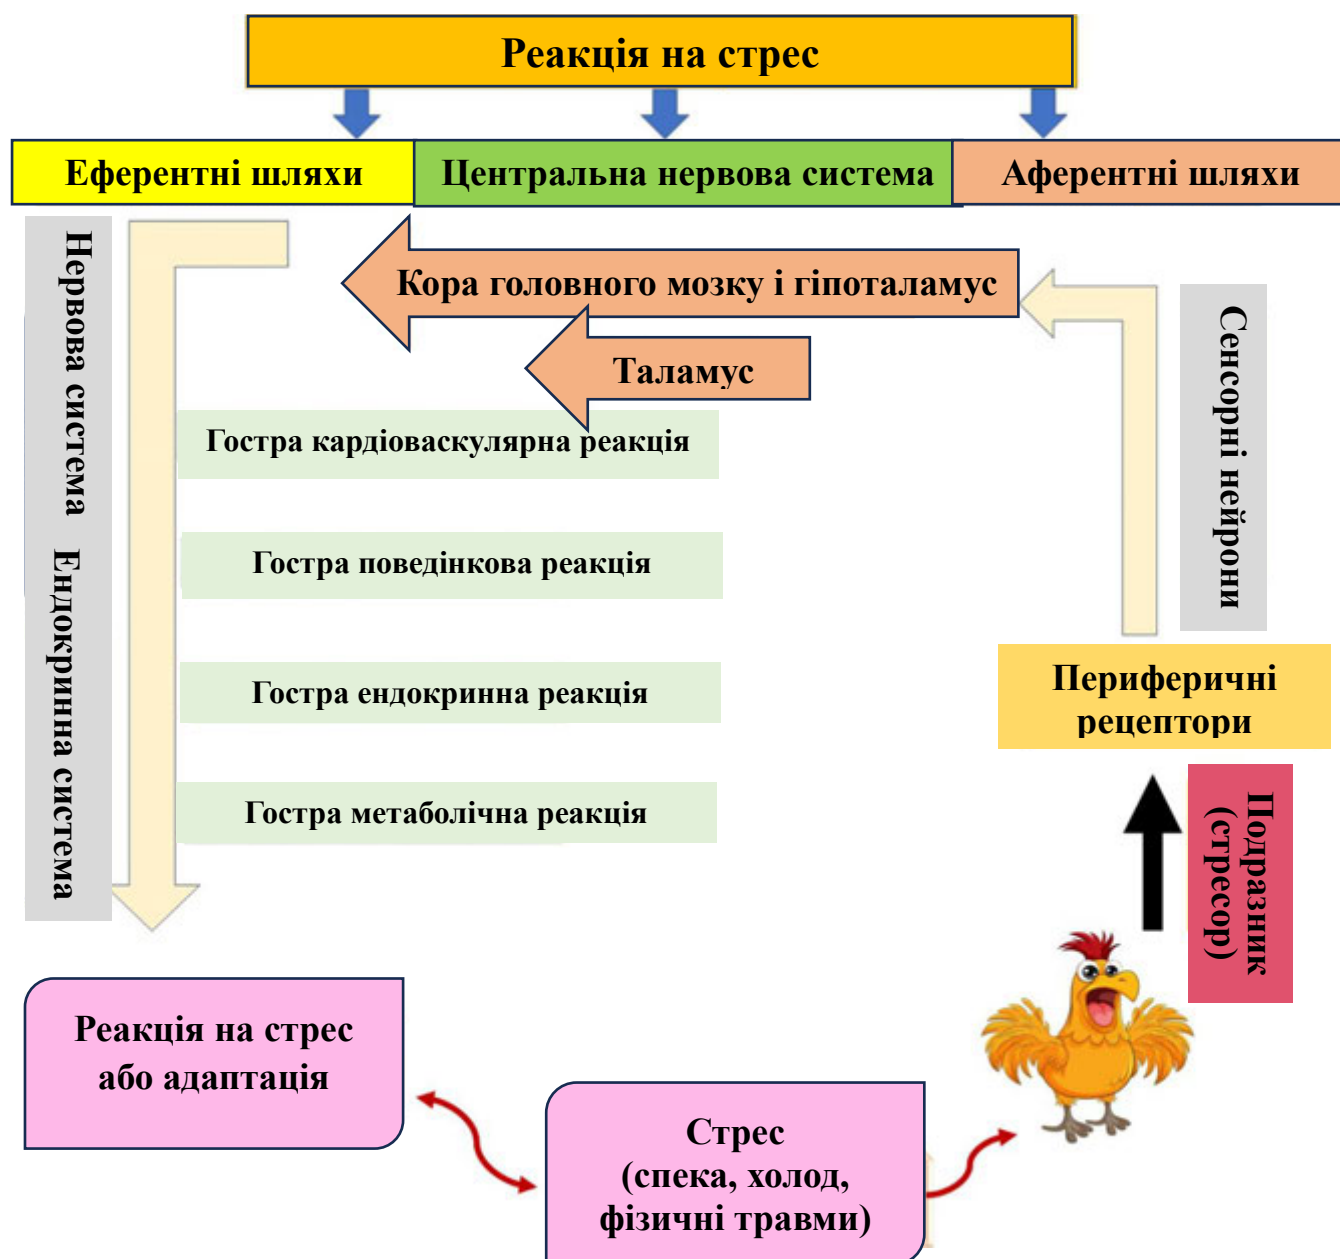 Реакція на стрес
Еферентні шляхи
Центральна нервова система
Аферентні шляхи
Нервова система
Ендокринна система
Кора головного мозку і гіпоталамус
Таламус
Гостра кардіоваскулярна реакція
Гостра поведінкова реакція
Гостра ендокринна реакція
Гостра метаболічна реакція
Сенсорні нейрони
Периферичні
рецептори
Подразник
(стресор)
Реакція на стрес
або адаптація
Стрес
(спека, холод,
фізичні травми)